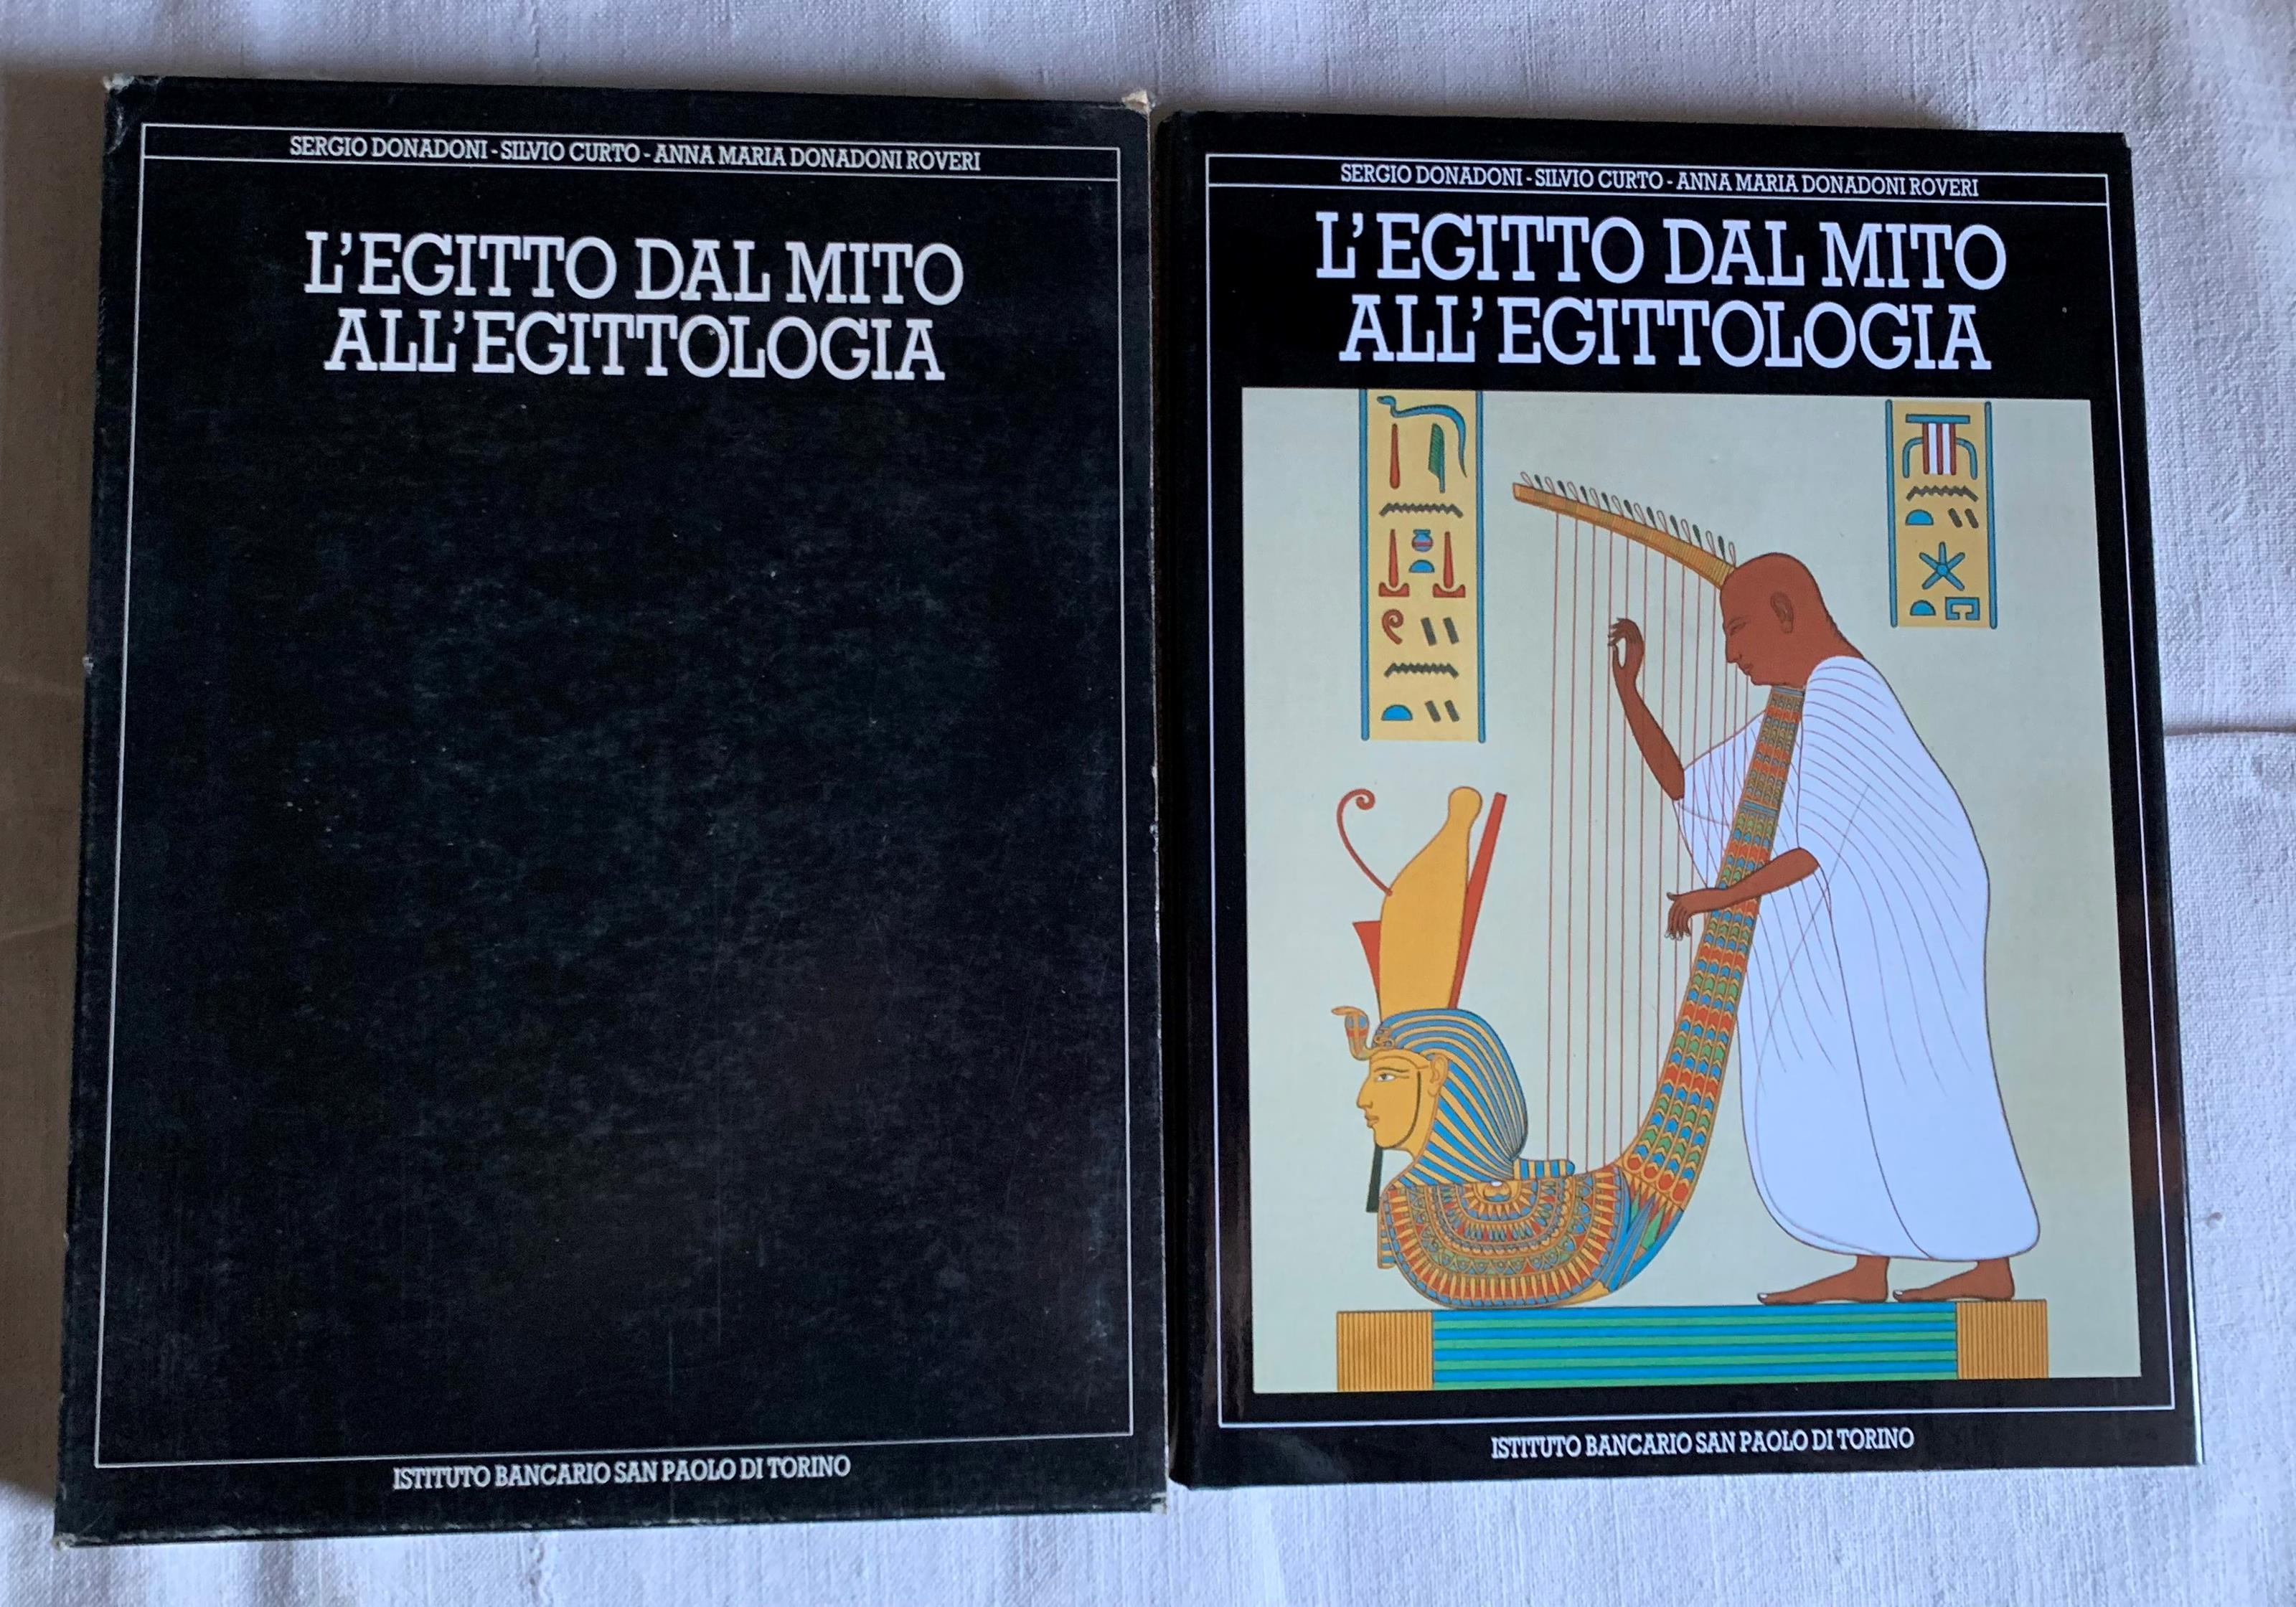 SERGIO DONADONI - SILVIO CURTO - ANNA MARIA DONADONI ROVERI
L'EGITTO DAL MITO
ALL'EGITTOLOGIA
ISTITUTO BANCARIO SAN PAOLO DI TORINO
SERGIO DONADONI - SILVIO CURTO - ANNA MARIA DONADONI ROVERI
L'EGITTO DAL MITO
ALL'EGITTOLOGIA
ISTITUTO BANCARIO SAN PAOLO DI TORINO